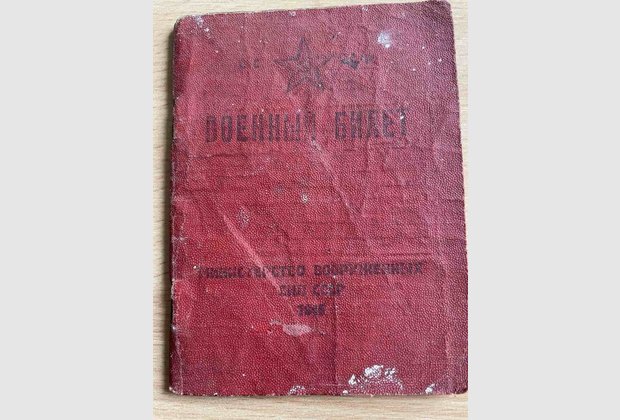 ВОЕННЫЙ БИЛЕТ
МИНИСТЕРСТВО ВООРУЖЕННЫХ
СИЛ СССР